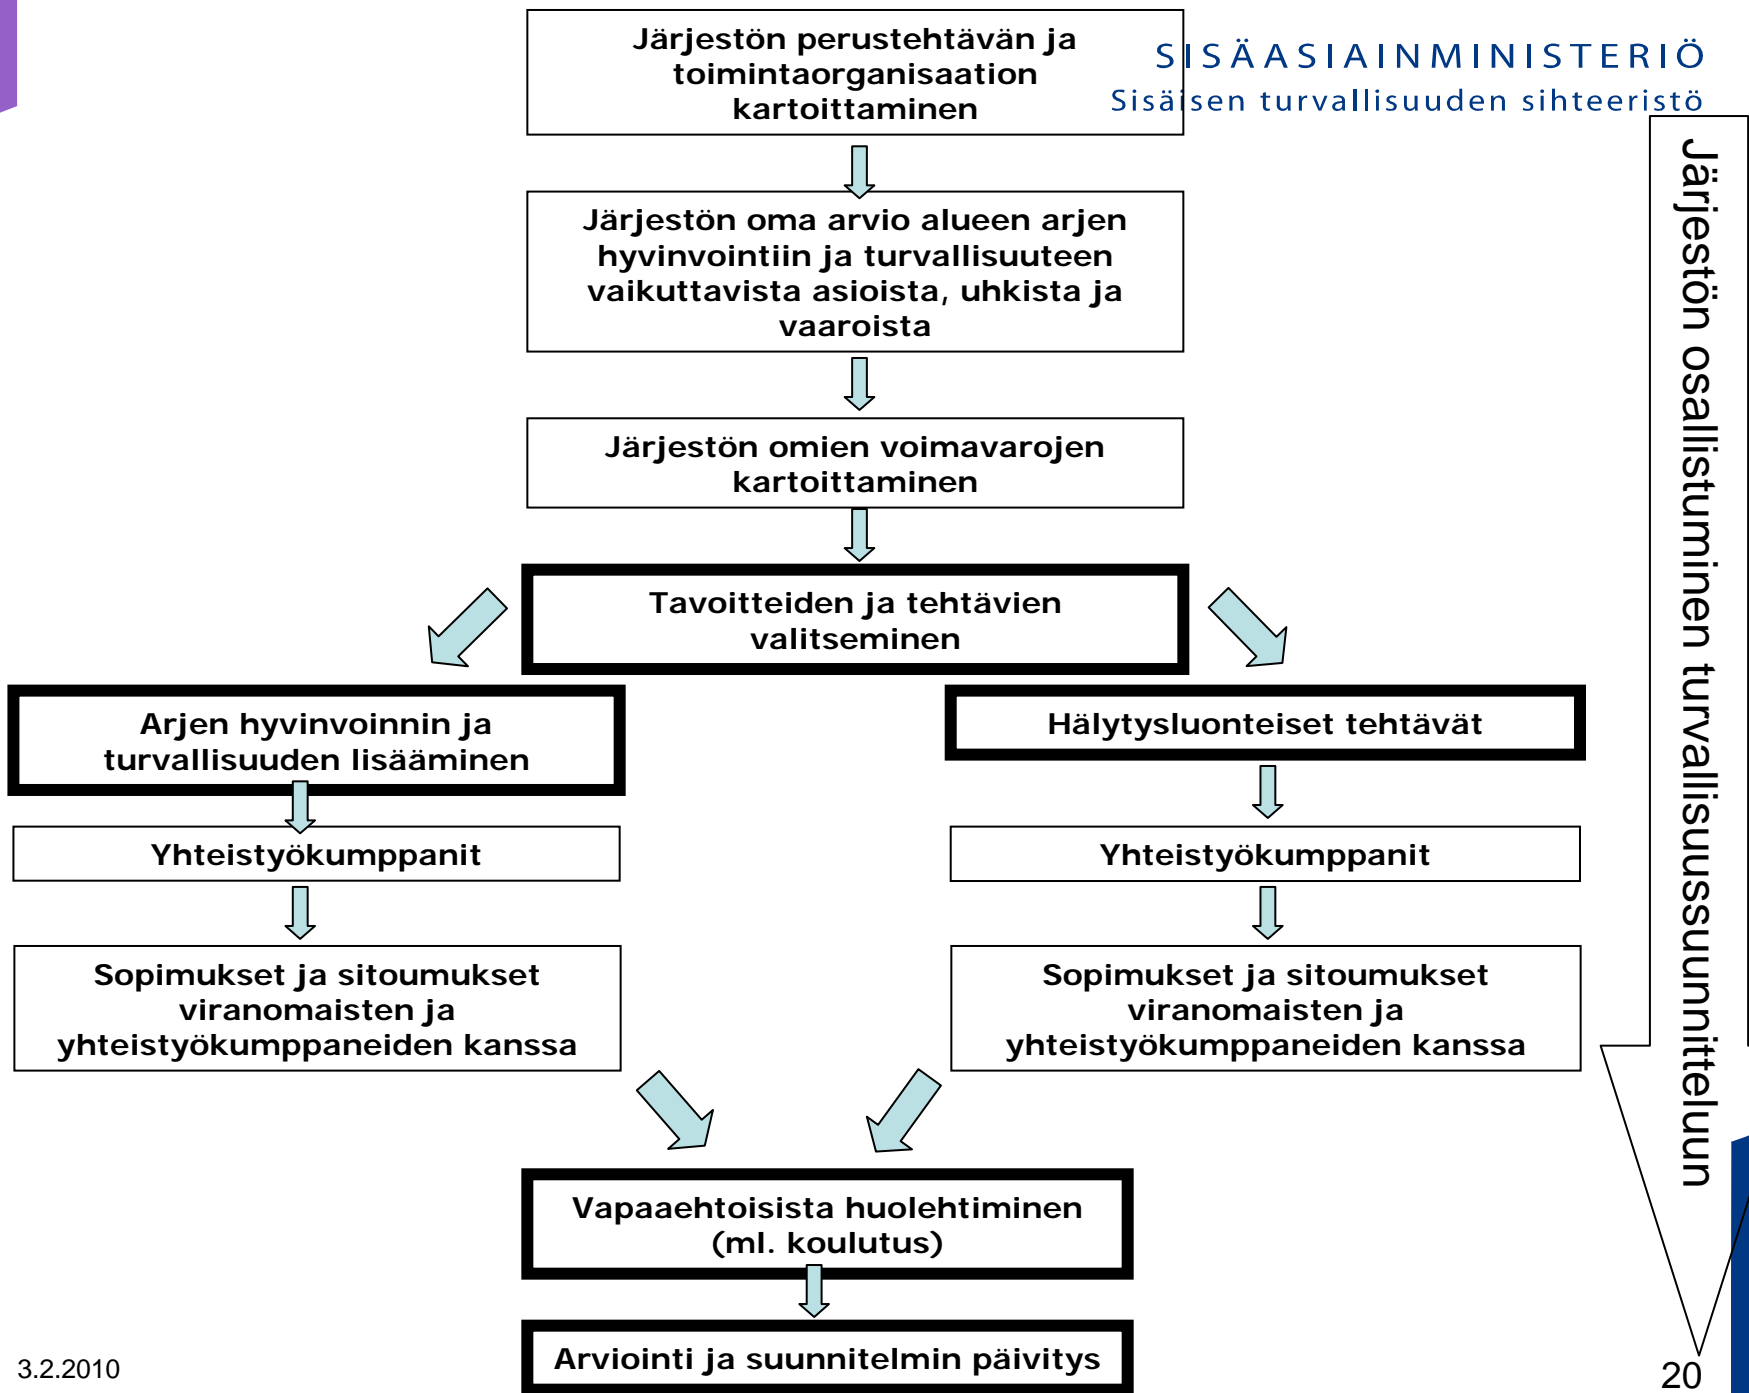 Järjestön perustehtävän ja
toimintaorganisaation
kartoittaminen
SISÄASIAINMINISTERIÖ
Sisäisen turvallisuuden sihteeristö
Järjestön oma arvio alueen arjen
hyvinvointiin ja turvallisuuteen
vaikuttavista asioista, uhkista ja
vaaroista
Järjestön omien voimavarojen
kartoittaminen
Tavoitteiden ja tehtävien
valitseminen
Arjen hyvinvoinnin ja
turvallisuuden lisääminen
Hälytysluonteiset tehtävät
Yhteistyökumppanit
Yhteistyökumppanit
Sopimukset ja sitoumukset
viranomaisten ja
yhteistyökumppaneiden kanssa
Sopimukset ja sitoumukset
viranomaisten ja
yhteistyökumppaneiden kanssa
Vapaaehtoisista huolehtiminen
(ml. koulutus)
Arviointi ja suunnitelmin päivitys
Järjestön osallistuminen turvallisuussuunnitteluun
3.2.2010
20